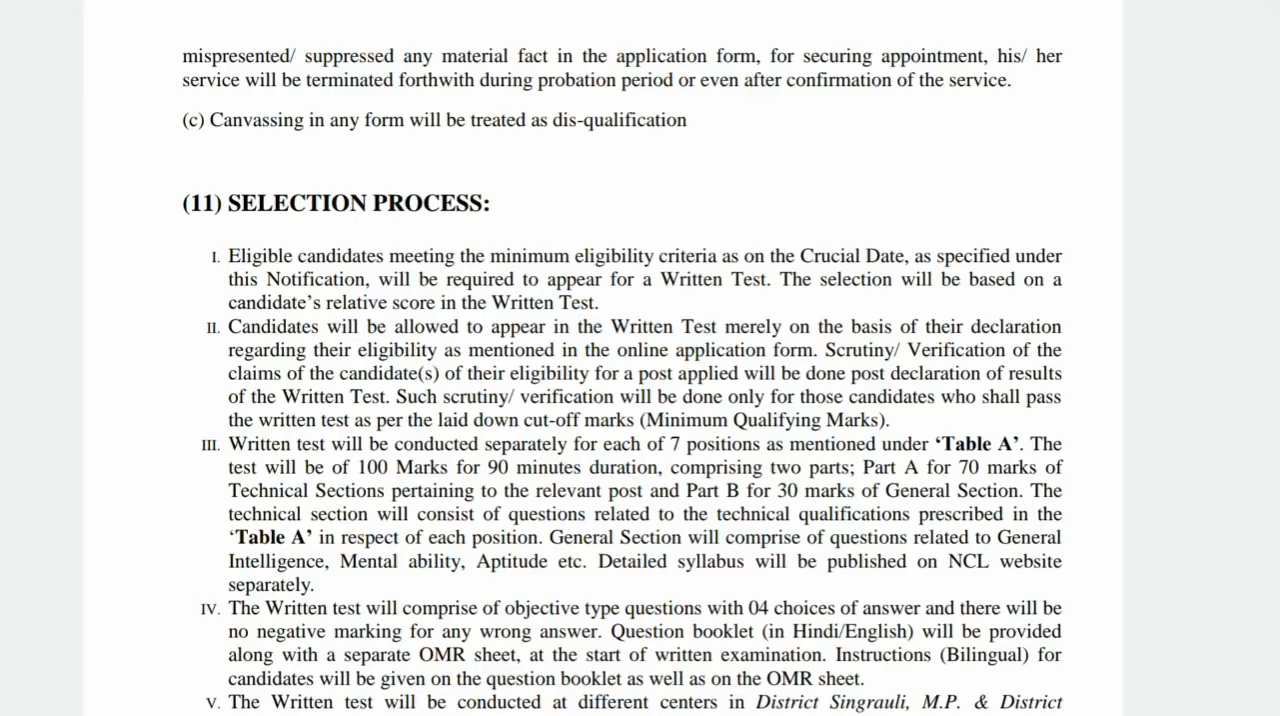 mispresented/ suppressed any material fact in the application form, for securing appointment, his/ her
service will be terminated forthwith during probation period or even after confirmation of the service.
(c) Canvassing in any form will be treated as dis-qualification
(11) SELECTION PROCESS:
I. Eligible candidates meeting the minimum eligibility criteria as on the Crucial Date, as specified under
this Notification, will be required to appear for a Written Test. The selection will be based on a
candidate’s relative score in the Written Test.
II. Candidates will be allowed to appear in the Written Test merely on the basis of their declaration
regarding their eligibility as mentioned in the online application form. Scrutiny/ Verification of the
claims of the candidate(s) of their eligibility for a post applied will be done post declaration of results
of the Written Test. Such scrutiny/ verification will be done only for those candidates who shall pass
the written test as per the laid down cut-off marks (Minimum Qualifying Marks).
III. Written test will be conducted separately for each of 7 positions as mentioned under ‘Table A’. The
test will be of 100 Marks for 90 minutes duration, comprising two parts; Part A for 70 marks of
Technical Sections pertaining to the relevant post and Part B for 30 marks of General Section. The
technical section will consist of questions related to the technical qualifications prescribed in the
‘Table A’ in respect of each position. General Section will comprise of questions related to General
Intelligence, Mental ability, Aptitude etc. Detailed syllabus will be published on NCL website
separately.
IV. The Written test will comprise of objective type questions with 04 choices of answer and there will be
no negative marking for any wrong answer. Question booklet (in Hindi/English) will be provided
along with a separate OMR sheet, at the start of written examination. Instructions (Bilingual) for
candidates will be given on the question booklet as well as on the OMR sheet.
V. The Written test will be conducted at different centers in District Singrauli, M.P. & District